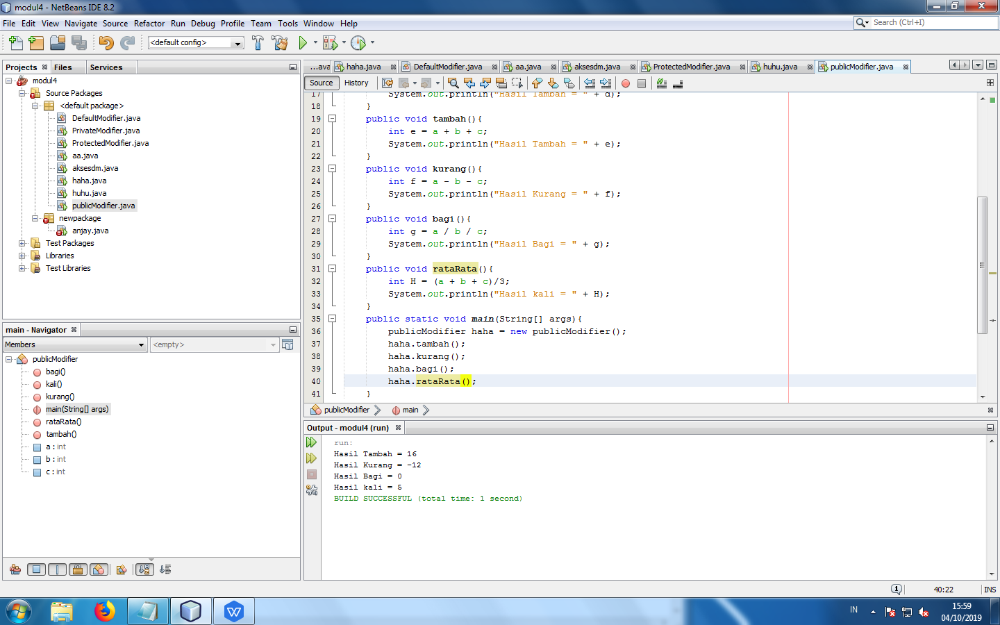 modul4 - NetBeans IDE 8.2
File Edit View Navigate Source Refactor Run Debug Profile Team Tools Window Help
Search (Ctrl+I)
<default config>
Projects Files Services
modul4
Source Packages
<default package>
DefaultModifier.java
PrivateModifier.java
ProtectedModifier.java
aa.java
aksesdm.java
haha.java
huhu.java
publicModifier.java
newpackage
anjay.java
Test Packages
Libraries
Test Libraries
main - Navigator
Members <empty>
publicModifier
bagi()
kali()
kurang()
main(String[] args)
rataRata()
tambah()
a : int
b : int
c : int
...ava haha.java DefaultModifier.java aa.java aksesdm.java ProtectedModifier.java huhu.java publicModifier.java
Source History
17 System.out.println("Hasil Tambah = " + d);
18 }
19 public void tambah(){
20 int e = a + b + c;
21 System.out.println("Hasil Tambah = " + e);
22 }
23 public void kurang(){
24 int f = a - b - c;
25 System.out.println("Hasil Kurang = " + f);
26 }
27 public void bagi(){
28 int g = a / b / c;
29 System.out.println("Hasil Bagi = " + g);
30 }
31 public void rataRata(){
32 int H = (a + b + c)/3;
33 System.out.println("Hasil kali = " + H);
34 }
35 public static void main(String[] args){
36 publicModifier haha = new publicModifier();
37 haha.tambah();
38 haha.kurang();
39 haha.bagi();
40 haha.rataRata();
41 }
publicModifier main
Output - modul4 (run)
run:
Hasil Tambah = 16
Hasil Kurang = -12
Hasil Bagi = 0
Hasil kali = 5
BUILD SUCCESSFUL (total time: 1 second)
1 40:22 INS
IN
15:59
04/10/2019